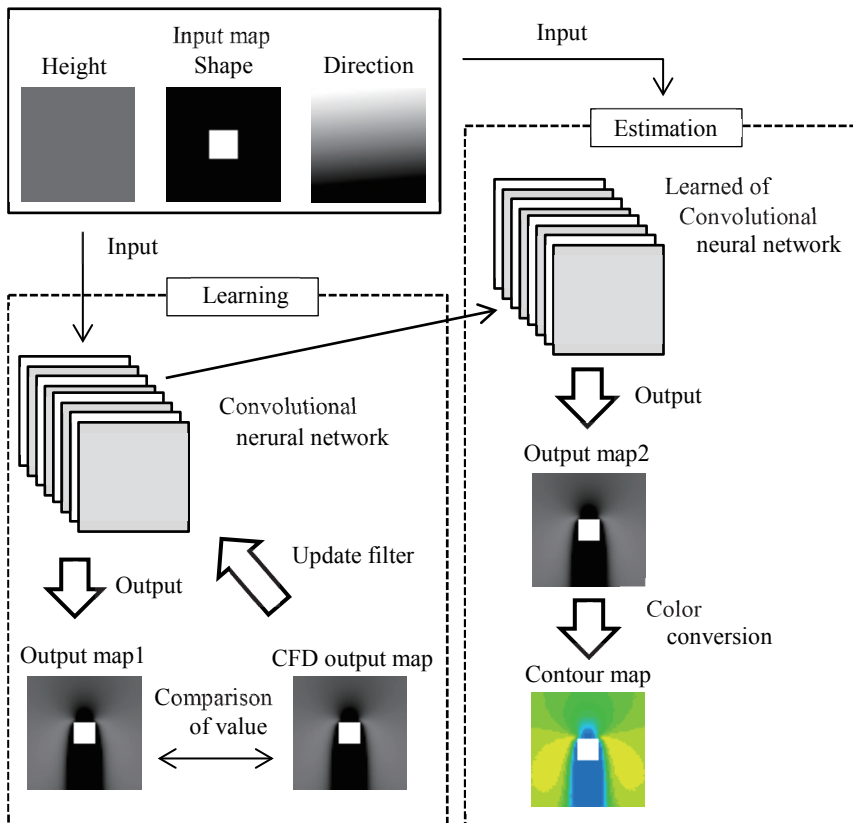 Input map
Height
Shape
Direction
Input
Input
Estimation
Learned of
Convolutional
neural network
Learning
Convolutional
nerural network
Output
Output
Update filter
Output map1
CFD output map
Comparison
of value
Output map2
Color
conversion
Contour map